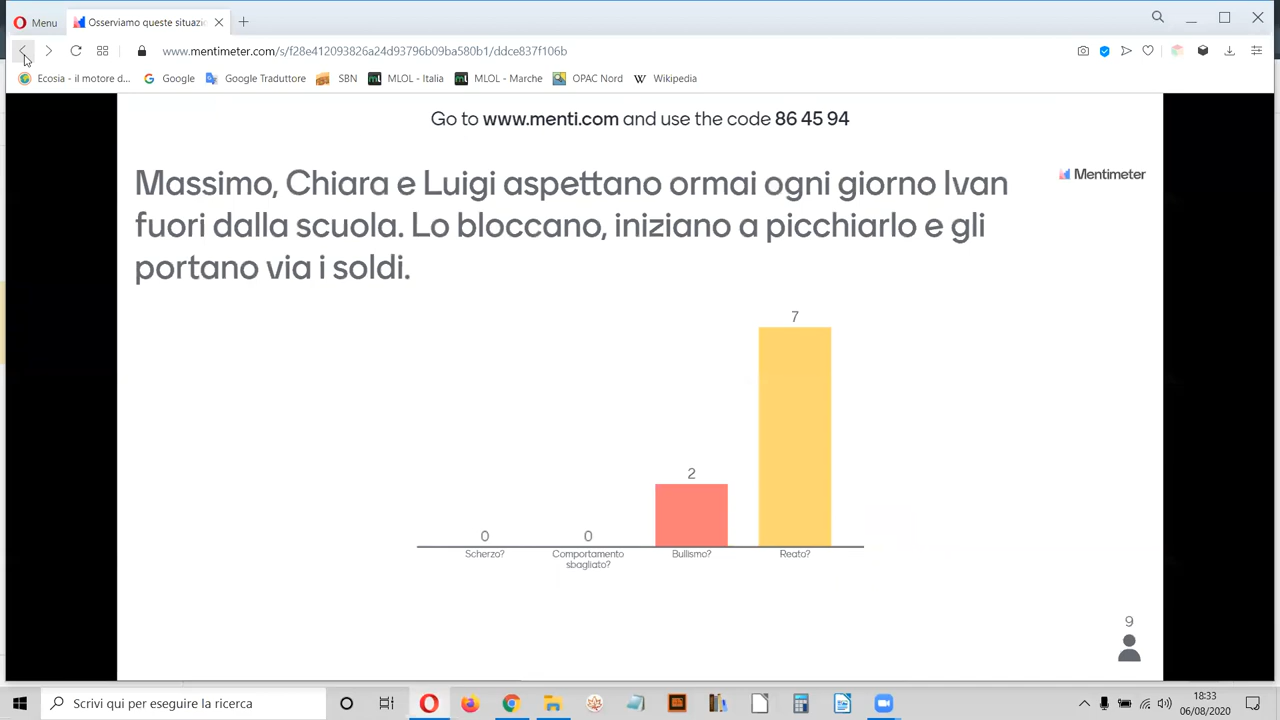 Menu
Osserviamo queste situazi
www.mentimeter.com/s/f28e412093826a24d93796b09ba580b1/ddce837f106b
Ecosia - il motore d...
Google
Google Traduttore
SBN
MLOL - Italia
MLOL - Marche
OPAC Nord
Wikipedia
Go to www.menti.com and use the code 86 45 94
Mentimeter
Massimo, Chiara e Luigi aspettano ormai ogni giorno Ivan
fuori dalla scuola. Lo bloccano, iniziano a picchiarlo e gli
portano via i soldi.
0
0
2
7
Scherzo?
Comportamento
sbagliato?
Bullismo?
Reato?
9
Scrivi qui per eseguire la ricerca
18:33
06/08/2020